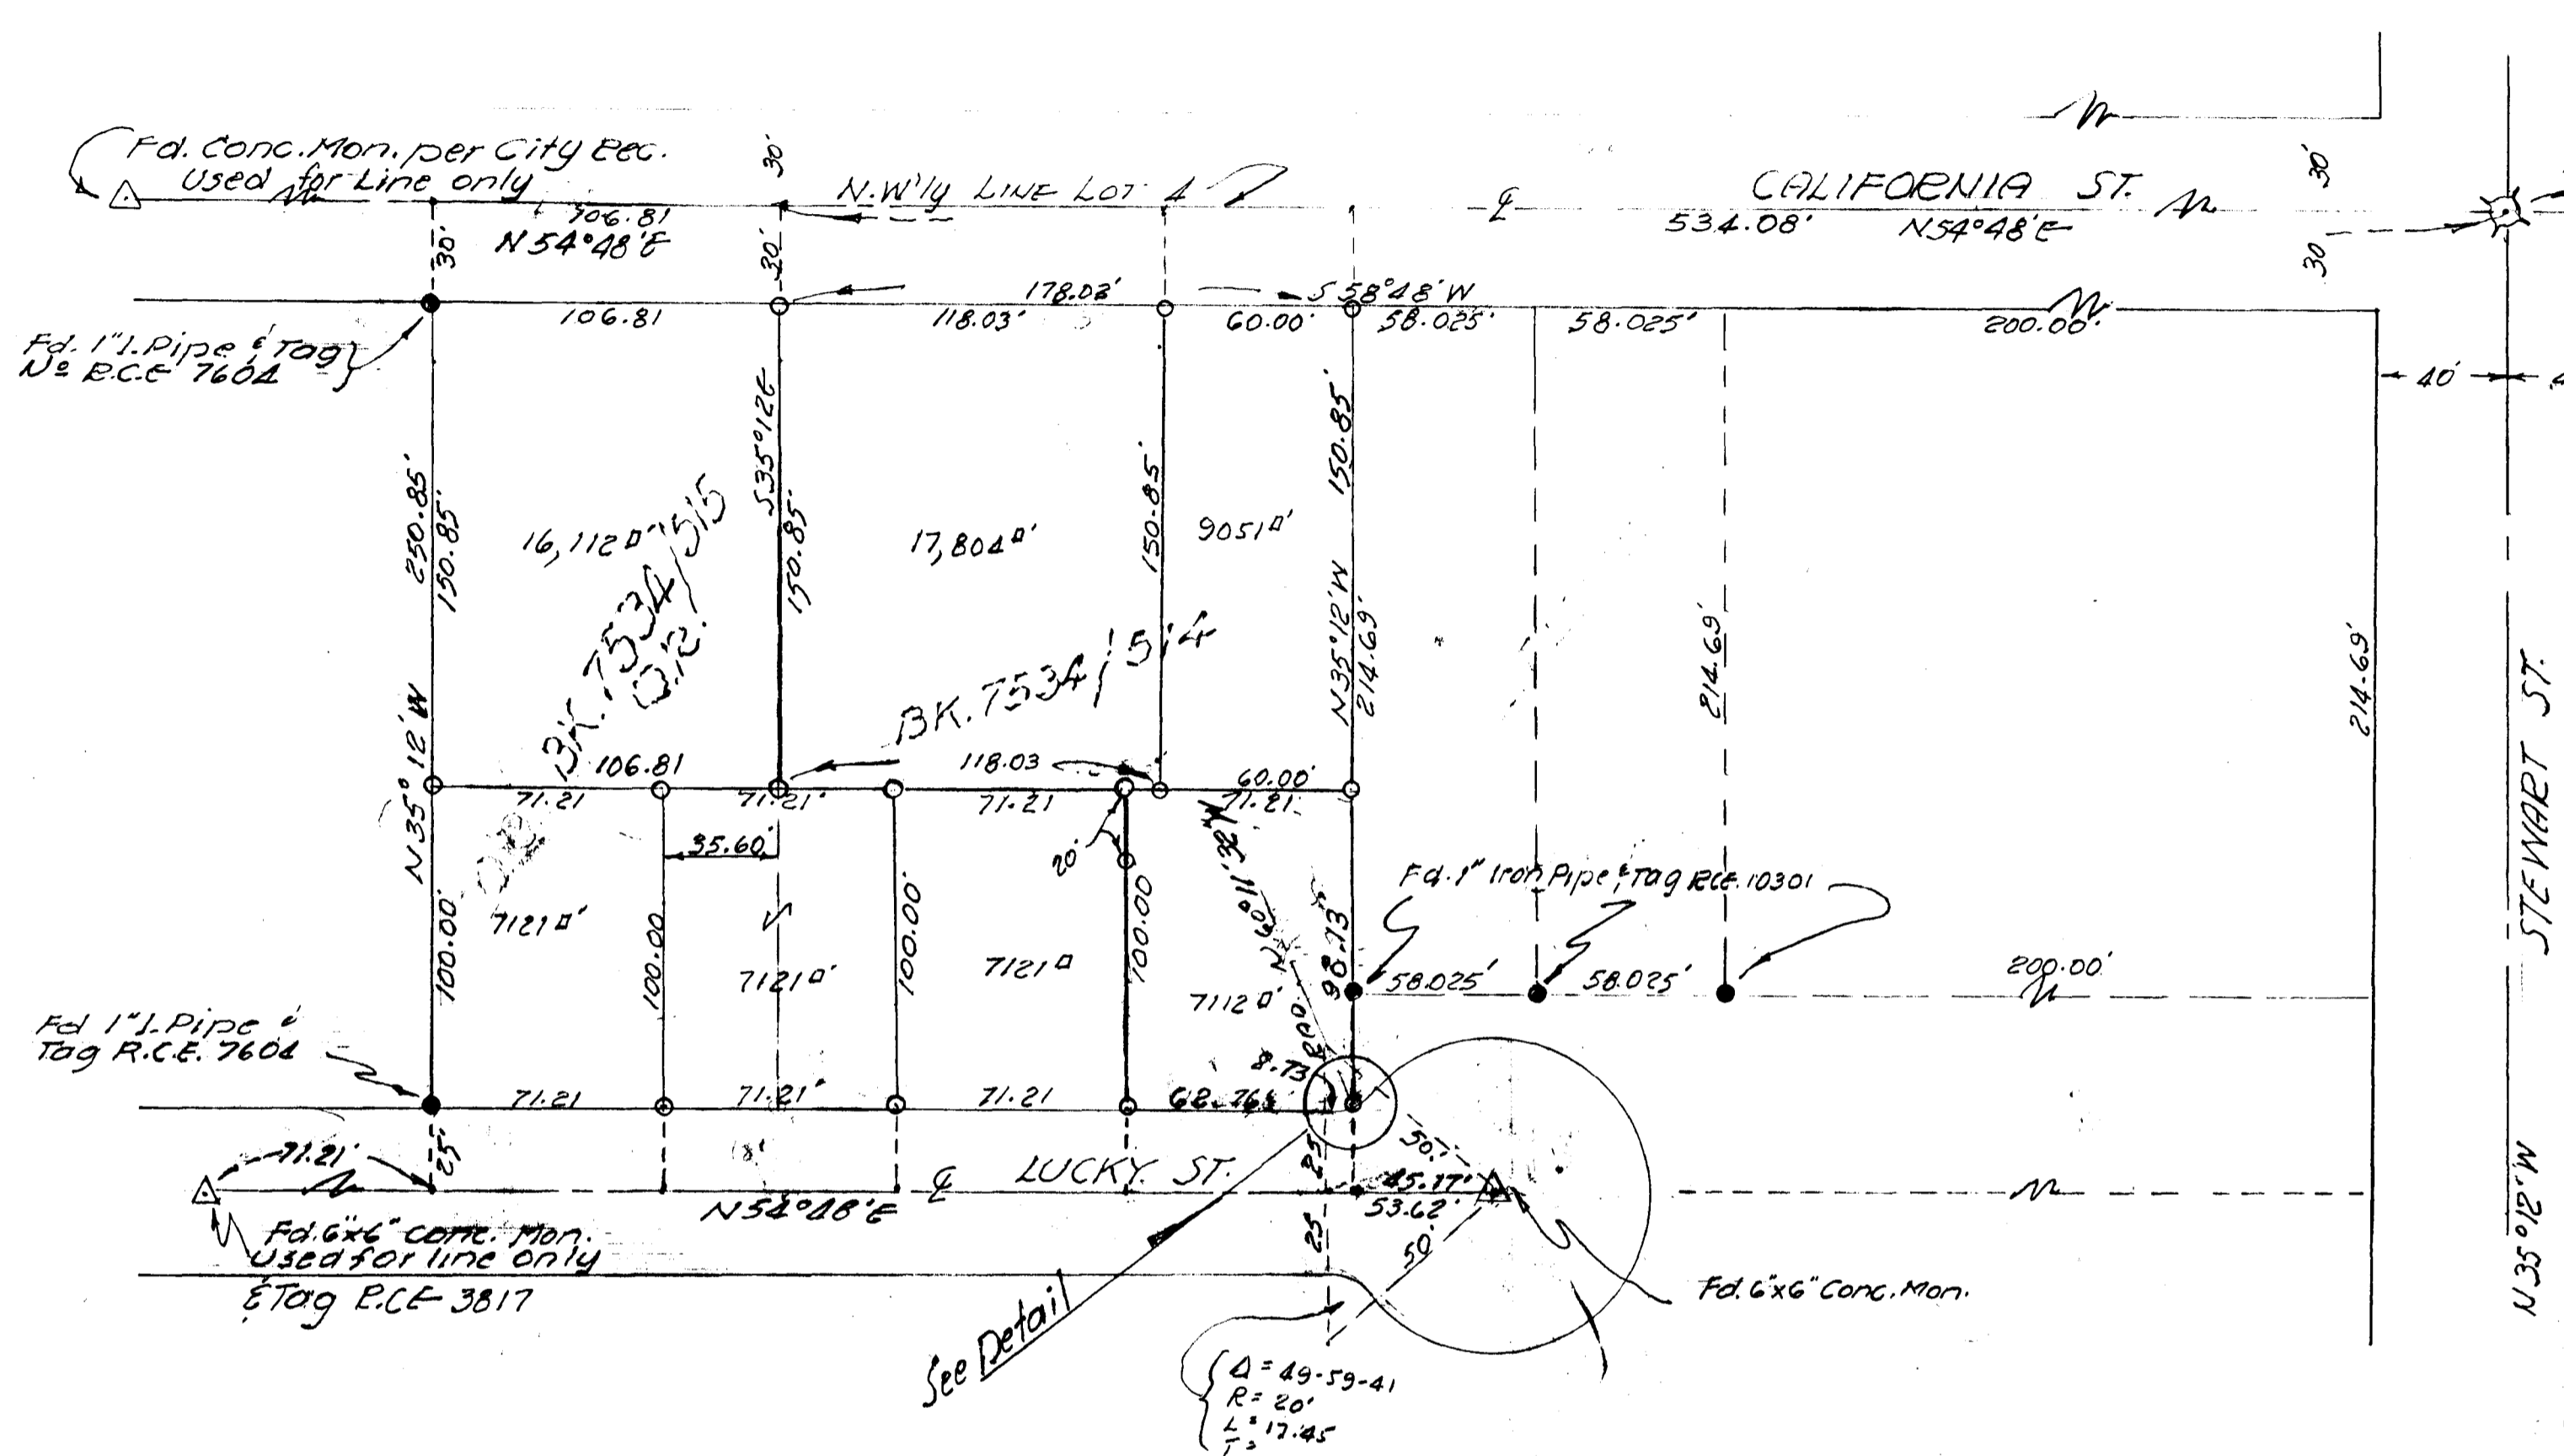 Fd. Conc. Mon. per City Rec.
Used for Line only
30'
N.W'ly LINE LOT 4
℄
CALIFORNIA ST.
30'
106.81
N54°48'E
534.08'
N54°48'E
30'
30'
30
178.03'
S 58°48'W
106.81
118.03'
60.00'
58.025'
58.025'
200.00'
Fd. 1" I. Pipe & Tag
Nº R.C.E 7604
40'
250.85'
150.85'
S35°12E
150.85'
150.85'
150.85'
N35°12'W
214.69'
214.69'
214.69'
16,112□'
17,804□'
9051□'
BK. 7534/515
O.R.
BK. 7534/514
N35°12'W
106.81
118.03
60.00'
71.21
71.21'
71.21
71.21
35.60'
20'
Fd. 1" Iron Pipe & Tag RCE. 10301
100.00'
100.00
100.00'
100.00
98.73
7121□'
7121□'
7121□
7112□'
58.025'
58.025'
200.00'
Fd 1" I. Pipe &
Tag R.C.E. 7604
8.73
RAD.
71.21
71.21'
71.21
71.21'
25'
LUCKY ST.
℄
N54°48'E
25
25
50'
45.17'
53.62'
50'
Fd. 6"x6" Conc. Mon.
Used for line only
& Tag R.C.E 3817
Fd. 6"x6" Conc. Mon.
See Detail
Δ = 49-59-41
R = 20'
L = 17.45
T =
STEWART ST.
N35°12'W